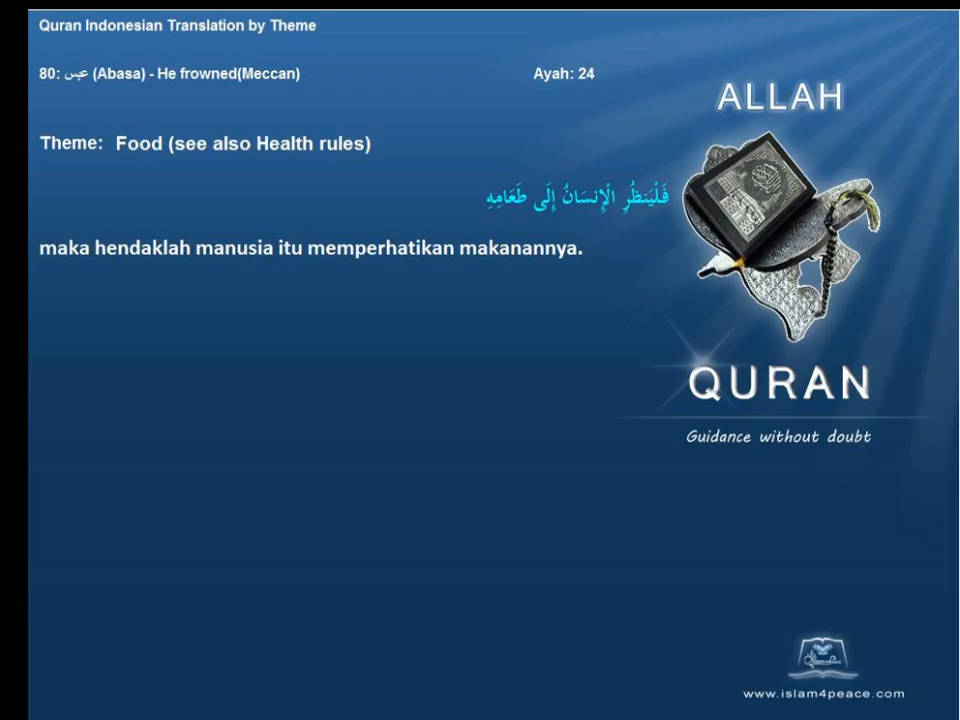 Quran Indonesian Translation by Theme
80: عبس (Abasa) - He frowned(Meccan) Ayah: 24
ALLAH
Theme: Food (see also Health rules)
فَلْيَنظُرِ الْإِنسَانُ إِلَى طَعَامِهِ
maka hendaklah manusia itu memperhatikan makanannya.
QURAN
Guidance without doubt
www.islam4peace.com